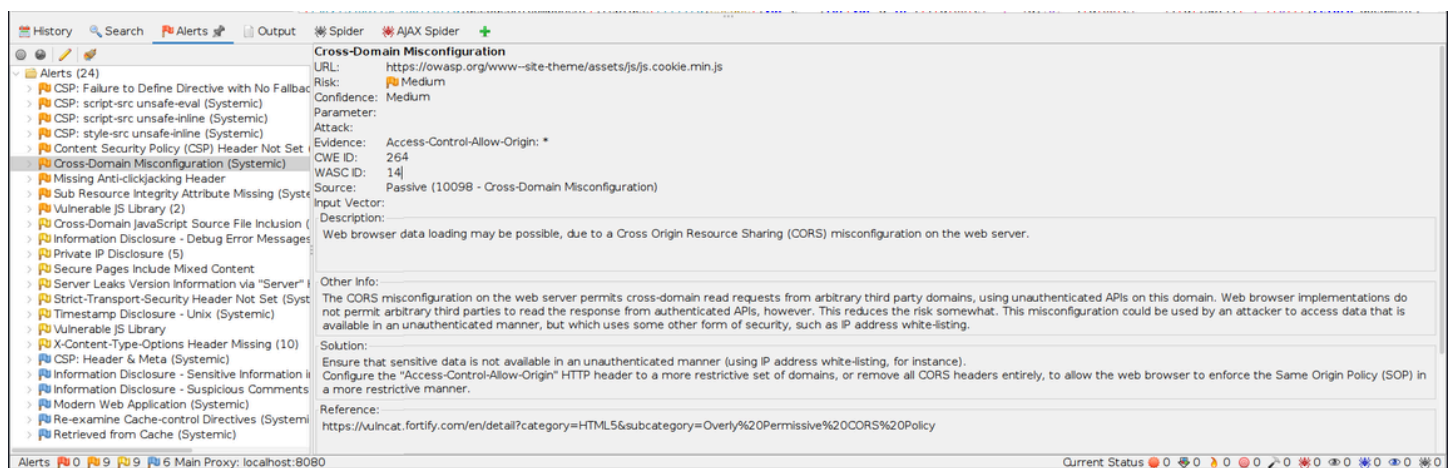 History Search Alerts Output Spider AJAX Spider
Alerts (24)
CSP: Failure to Define Directive with No Fallbac
CSP: script-src unsafe-eval (Systemic)
CSP: script-src unsafe-inline (Systemic)
CSP: style-src unsafe-inline (Systemic)
Content Security Policy (CSP) Header Not Set
Cross-Domain Misconfiguration (Systemic)
Missing Anti-clickjacking Header
Sub Resource Integrity Attribute Missing (Syste
Vulnerable JS Library (2)
Cross-Domain JavaScript Source File Inclusion (
Information Disclosure - Debug Error Messages
Private IP Disclosure (5)
Secure Pages Include Mixed Content
Server Leaks Version Information via "Server"
Strict-Transport-Security Header Not Set (Syst
Timestamp Disclosure - Unix (Systemic)
Vulnerable JS Library
X-Content-Type-Options Header Missing (10)
CSP: Header & Meta (Systemic)
Information Disclosure - Sensitive Information i
Information Disclosure - Suspicious Comments
Modern Web Application (Systemic)
Re-examine Cache-control Directives (Systemi
Retrieved from Cache (Systemic)
Cross-Domain Misconfiguration
URL: https://owasp.org/www--site-theme/assets/js/js.cookie.min.js
Risk: Medium
Confidence: Medium
Parameter:
Attack:
Evidence: Access-Control-Allow-Origin: *
CWE ID: 264
WASC ID: 14
Source: Passive (10098 - Cross-Domain Misconfiguration)
Input Vector:
Description:
Web browser data loading may be possible, due to a Cross Origin Resource Sharing (CORS) misconfiguration on the web server.
Other Info:
The CORS misconfiguration on the web server permits cross-domain read requests from arbitrary third party domains, using unauthenticated APIs on this domain. Web browser implementations do
not permit arbitrary third parties to read the response from authenticated APIs, however. This reduces the risk somewhat. This misconfiguration could be used by an attacker to access data that is
available in an unauthenticated manner, but which uses some other form of security, such as IP address white-listing.
Solution:
Ensure that sensitive data is not available in an unauthenticated manner (using IP address white-listing, for instance).
Configure the "Access-Control-Allow-Origin" HTTP header to a more restrictive set of domains, or remove all CORS headers entirely, to allow the web browser to enforce the Same Origin Policy (SOP) in
a more restrictive manner.
Reference:
https://vulncat.fortify.com/en/detail?category=HTML5&subcategory=Overly%20Permissive%20CORS%20Policy
Alerts 0 9 9 6 Main Proxy: localhost:8080 Current Status 0 0 0 0 0 0 0 0 0 0